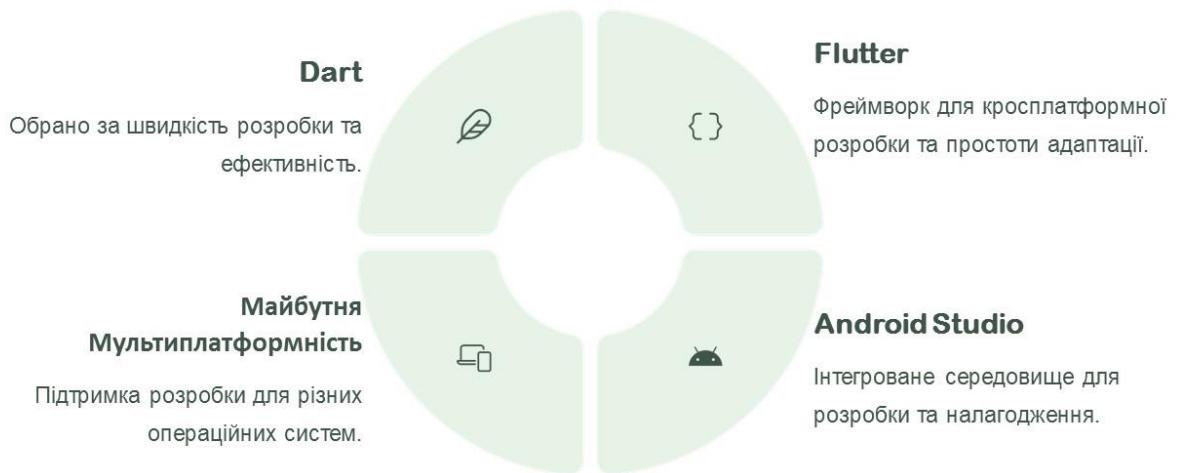 Dart
Обрано за швидкість розробки та
ефективність.
Flutter
Фреймворк для кросплатформної
розробки та простоти адаптації.
Майбутня
Мультиплатформність
Підтримка розробки для різних
операційних систем.
Android Studio
Інтегроване середовище для
розробки та налагодження.